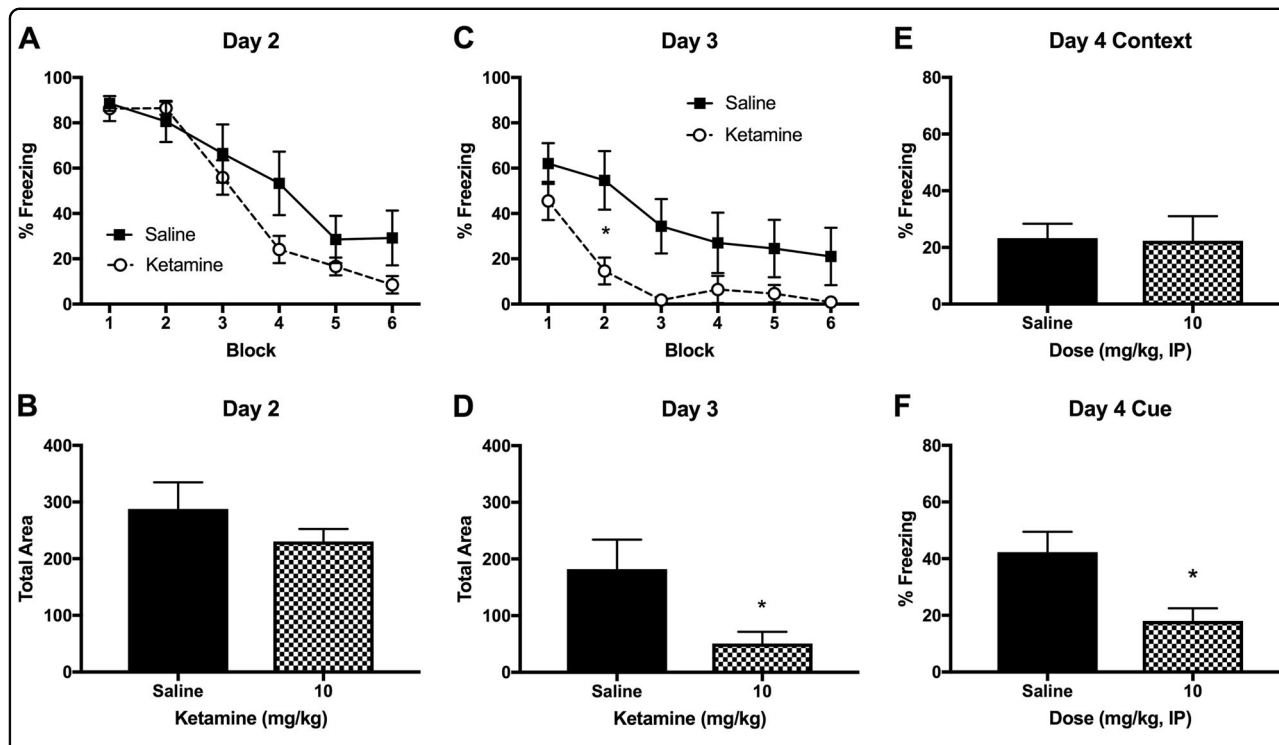 A
Day 2
% Freezing
100
80
60
40
20
0
Saline
Ketamine
1 2 3 4 5 6
Block
C
Day 3
% Freezing
100
80
60
40
20
0
Saline
Ketamine
*
1 2 3 4 5 6
Block
E
Day 4 Context
% Freezing
80
60
40
20
0
Saline 10
Dose (mg/kg, IP)
B
Day 2
Total Area
400
300
200
100
0
Saline 10
Ketamine (mg/kg)
D
Day 3
Total Area
400
300
200
100
0
*
Saline 10
Ketamine (mg/kg)
F
Day 4 Cue
% Freezing
80
60
40
20
0
*
Saline 10
Dose (mg/kg, IP)